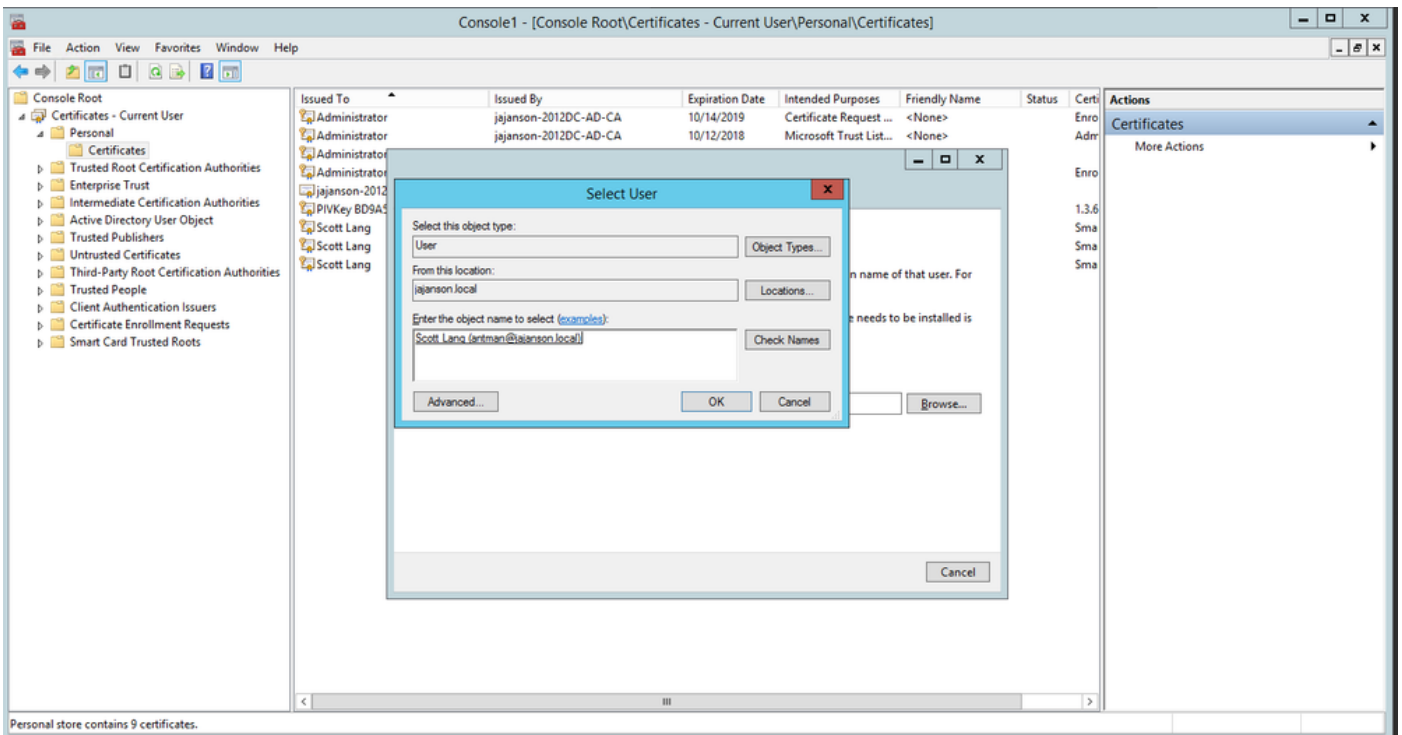 Console1 - [Console Root\Certificates - Current User\Personal\Certificates]
File Action View Favorites Window Help
Console Root
Certificates - Current User
Personal
Certificates
Trusted Root Certification Authorities
Enterprise Trust
Intermediate Certification Authorities
Active Directory User Object
Trusted Publishers
Untrusted Certificates
Third-Party Root Certification Authorities
Trusted People
Client Authentication Issuers
Certificate Enrollment Requests
Smart Card Trusted Roots
Issued To Issued By Expiration Date Intended Purposes Friendly Name Status Certi
Administrator jajanson-2012DC-AD-CA 10/14/2019 Certificate Request ... <None> Enro
Administrator jajanson-2012DC-AD-CA 10/12/2018 Microsoft Trust List... <None> Adm
Administrator
Administrator Enro
jajanson-2012
PIVKey BD9A5 1.3.6
Scott Lang Sma
Scott Lang Sma
Scott Lang Sma
Select User
Select this object type:
User
Object Types...
From this location:
jajanson.local
Locations...
Enter the object name to select (examples):
Scott Lang (antman@jajanson.local)
Check Names
Advanced...
OK
Cancel
n name of that user. For
e needs to be installed is
Browse...
Cancel
Actions
Certificates
More Actions
Personal store contains 9 certificates.